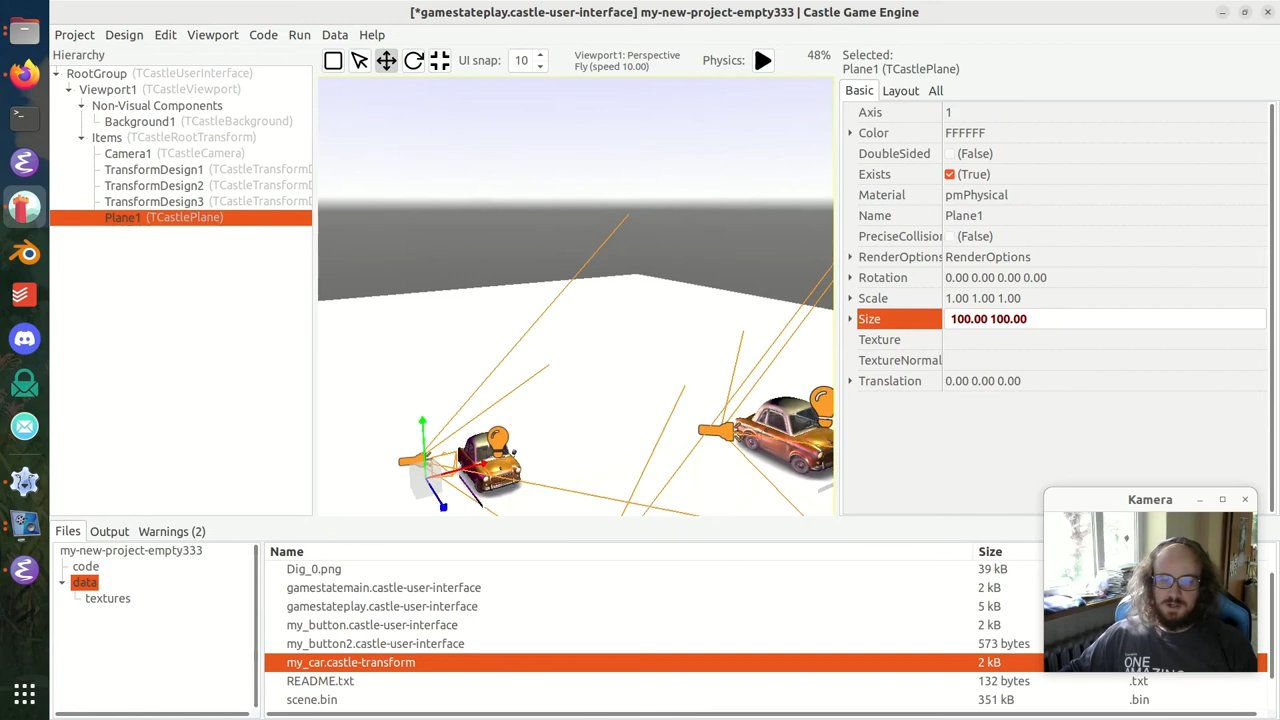 [*gamestateplay.castle-user-interface] my-new-project-empty333 | Castle Game Engine
Project Design Edit Viewport Code Run Data Help
Hierarchy
RootGroup (TCastleUserInterface)
Viewport1 (TCastleViewport)
Non-Visual Components
Background1 (TCastleBackground)
Items (TCastleRootTransform)
Camera1 (TCastleCamera)
TransformDesign1 (TCastleTransformD
TransformDesign2 (TCastleTransformD
TransformDesign3 (TCastleTransformD
Plane1 (TCastlePlane)
UI snap: 10
Viewport1: Perspective
Fly (speed 10.00)
Physics:
48%
Selected:
Plane1 (TCastlePlane)
Basic Layout All
Axis 1
Color FFFFFF
DoubleSided (False)
Exists (True)
Material pmPhysical
Name Plane1
PreciseCollision (False)
RenderOptions RenderOptions
Rotation 0.00 0.00 0.00 0.00
Scale 1.00 1.00 1.00
Size 100.00 100.00
Texture
TextureNormal
Translation 0.00 0.00 0.00
Files Output Warnings (2)
my-new-project-empty333
code
data
textures
Name Size
Dig_0.png 39 kB
gamestatemain.castle-user-interface 2 kB
gamestateplay.castle-user-interface 5 kB
my_button.castle-user-interface 2 kB
my_button2.castle-user-interface 573 bytes
my_car.castle-transform 2 kB
README.txt 132 bytes .txt
scene.bin 351 kB .bin
Kamera
ONE
AMAZING